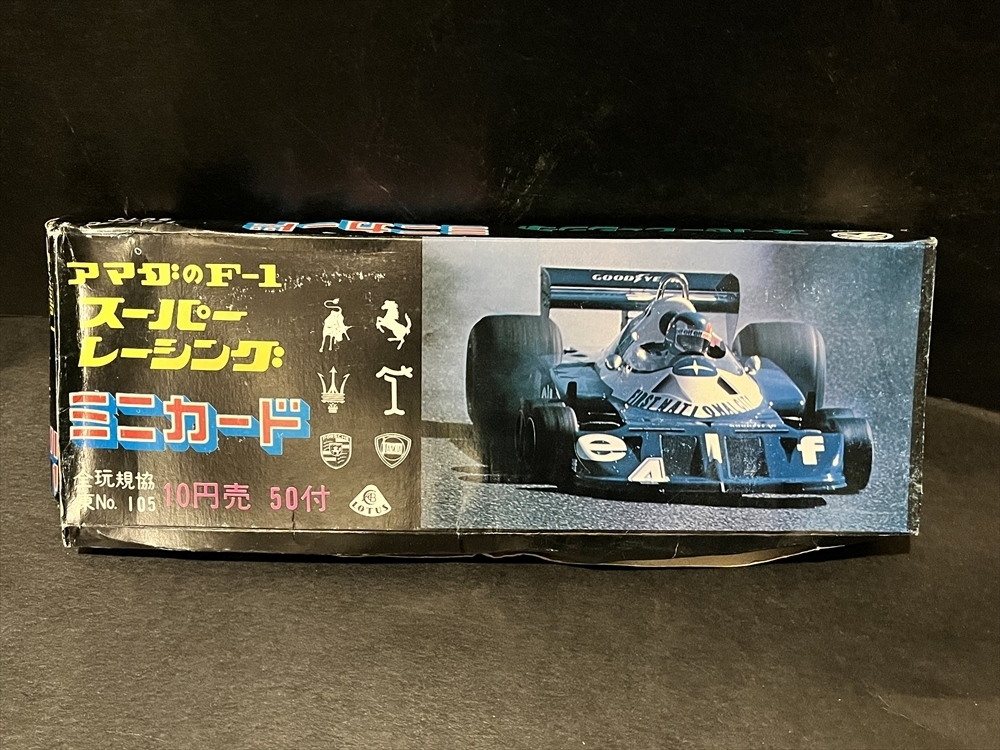 アマダのF-1
スーパー
レーシング
ミニカード
全玩規協
東No. 105
10円売 50付
LOTUS
GOODYEAR
FIRST NATIONAL
GOODYEAR
elf
4